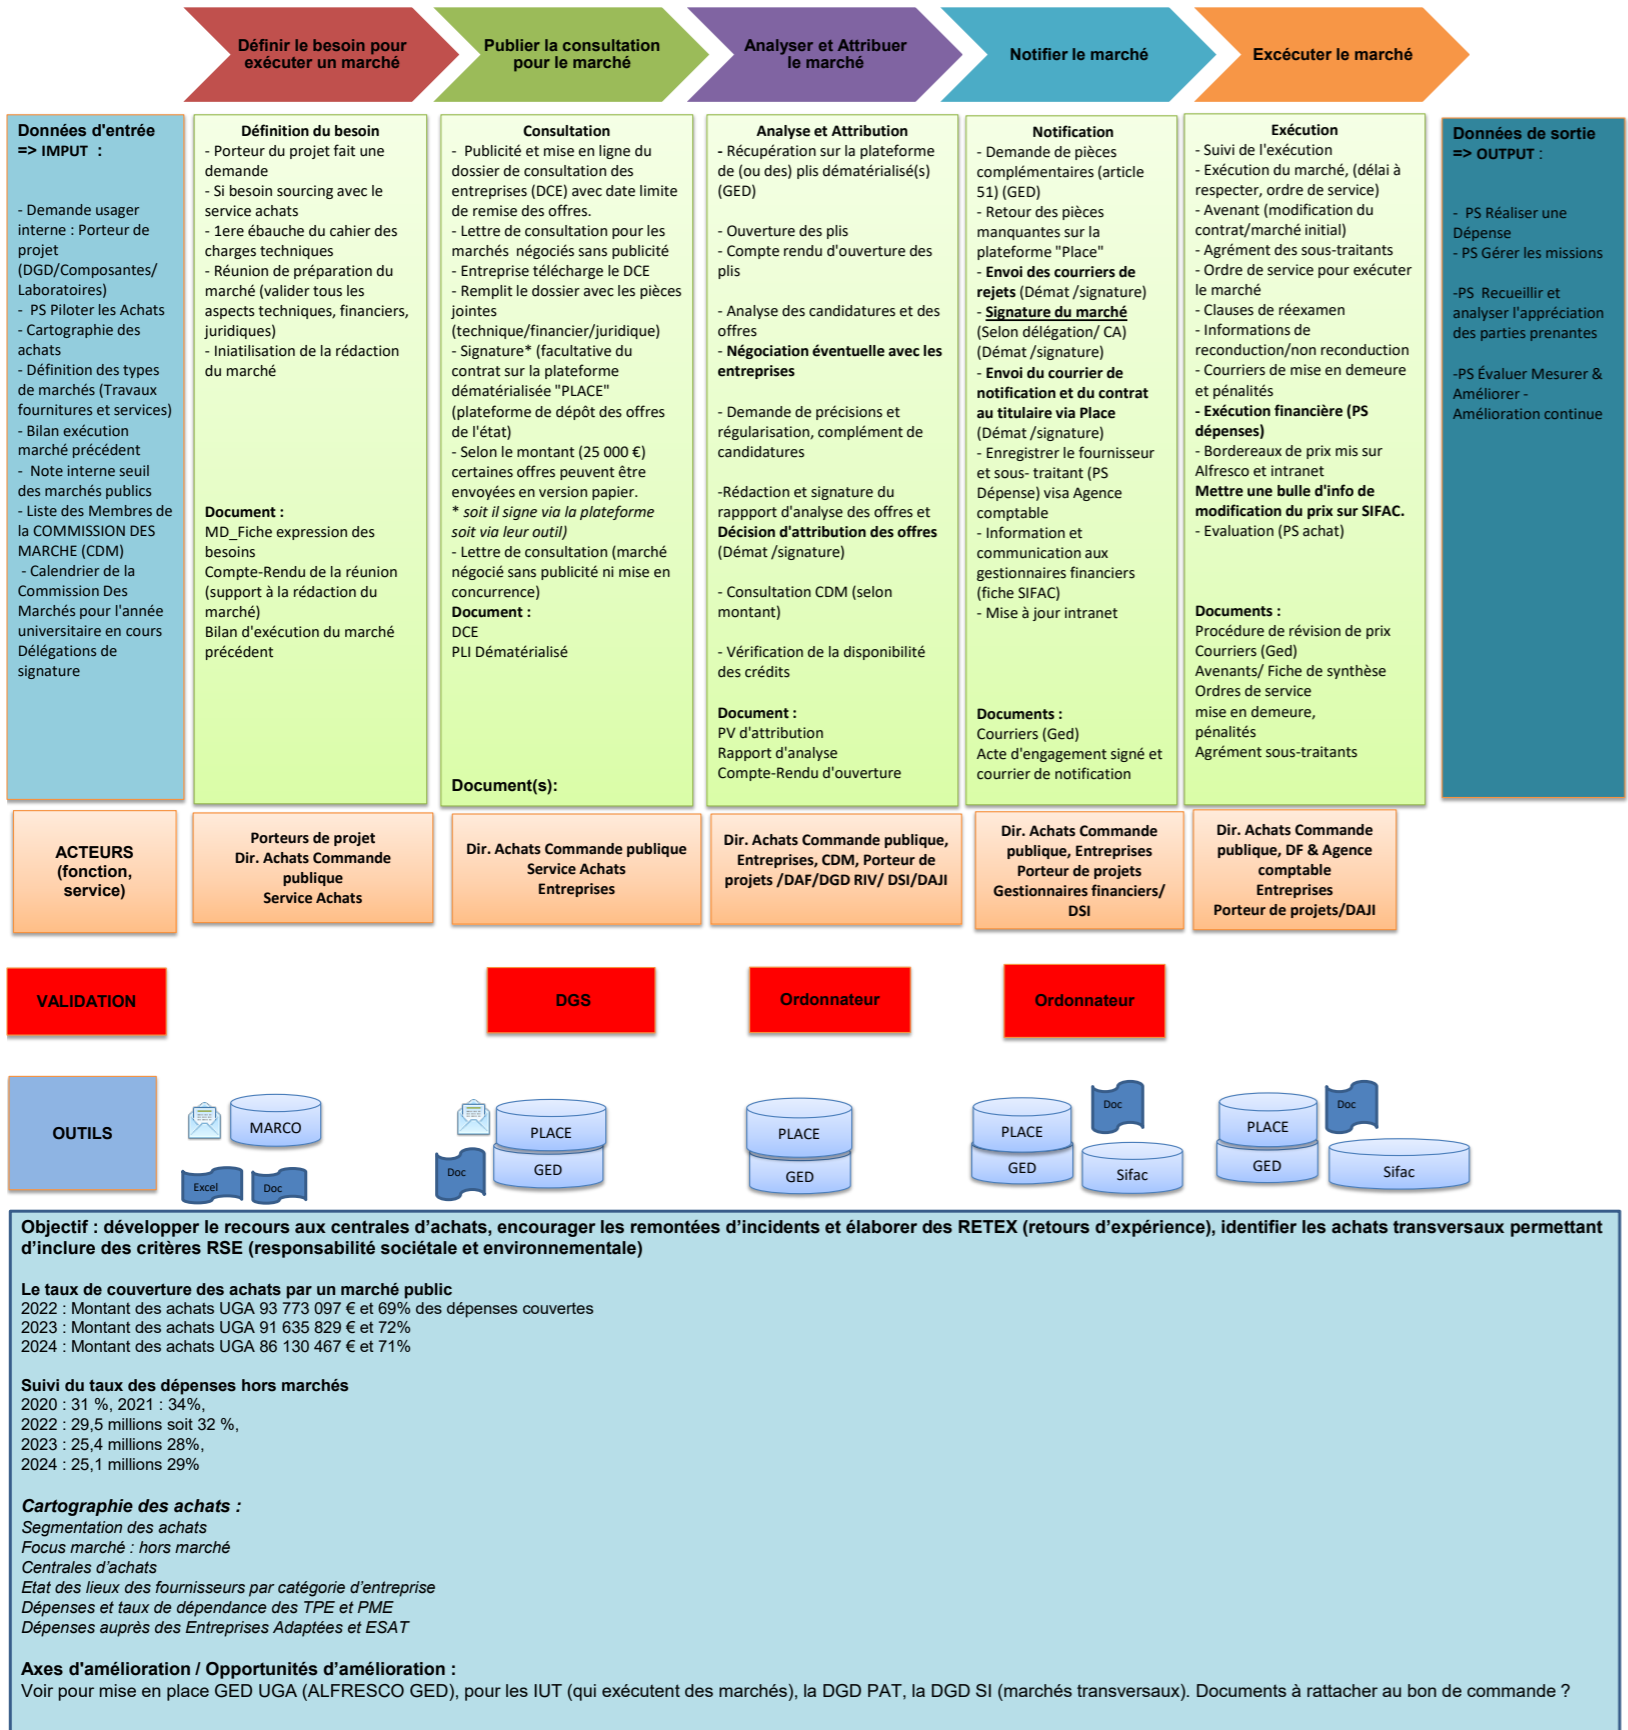 Définir le besoin pour
exécuter un marché
Publier la consultation
pour le marché
Analyser et Attribuer
le marché
Notifier le marché
Excécuter le marché
Données d'entrée
=> IMPUT :
- Demande usager
interne : Porteur de
projet
(DGD/Composantes/
Laboratoires)
- PS Piloter les Achats
- Cartographie des
achats
- Définition des types
de marchés (Travaux
fournitures et services)
- Bilan exécution
marché précédent
- Note interne seuil
des marchés publics
- Liste des Membres de
la COMMISSION DES
MARCHE (CDM)
- Calendrier de la
Commission Des
Marchés pour l'année
universitaire en cours
Délégations de
signature
Définition du besoin
- Porteur du projet fait une
demande
- Si besoin sourcing avec le
service achats
- 1ere ébauche du cahier des
charges techniques
- Réunion de préparation du
marché (valider tous les
aspects techniques, financiers,
juridiques)
- Iniatilisation de la rédaction
du marché
Document :
MD_Fiche expression des
besoins
Compte-Rendu de la réunion
(support à la rédaction du
marché)
Bilan d'exécution du marché
précédent
Consultation
- Publicité et mise en ligne du
dossier de consultation des
entreprises (DCE) avec date limite
de remise des offres.
- Lettre de consultation pour les
marchés négociés sans publicité
- Entreprise télécharge le DCE
- Remplit le dossier avec les pièces
jointes
(technique/financier/juridique)
- Signature* (facultative du
contrat sur la plateforme
dématérialisée "PLACE"
(plateforme de dépôt des offres
de l'état)
- Selon le montant (25 000 €)
certaines offres peuvent être
envoyées en version papier.
* soit il signe via la plateforme
soit via leur outil)
- Lettre de consultation (marché
négocié sans publicité ni mise en
concurrence)
Document :
DCE
PLI Dématérialisé
Document(s):
Analyse et Attribution
- Récupération sur la plateforme
de (ou des) plis dématérialisé(s)
(GED)
- Ouverture des plis
- Compte rendu d'ouverture des
plis
- Analyse des candidatures et des
offres
- Négociation éventuelle avec les
entreprises
- Demande de précisions et
régularisation, complément de
candidatures
-Rédaction et signature du
rappport d'analyse des offres et
Décision d'attribution des offres
(Démat /signature)
- Consultation CDM (selon
montant)
- Vérification de la disponibilité
des crédits
Document :
PV d'attribution
Rapport d'analyse
Compte-Rendu d'ouverture
Notification
- Demande de pièces
complémentaires (article
51) (GED)
- Retour des pièces
manquantes sur la
plateforme "Place"
- Envoi des courriers de
rejets (Démat /signature)
- Signature du marché
(Selon délégation/ CA)
(Démat /signature)
- Envoi du courrier de
notification et du contrat
au titulaire via Place
(Démat /signature)
- Enregistrer le fournisseur
et sous- traitant (PS
Dépense) visa Agence
comptable
- Information et
communication aux
gestionnaires financiers
(fiche SIFAC)
- Mise à jour intranet
Documents :
Courriers (Ged)
Acte d'engagement signé et
courrier de notification
Exécution
- Suivi de l'exécution
- Exécution du marché, (délai à
respecter, ordre de service)
- Avenant (modification du
contrat/marché initial)
- Agrément des sous-traitants
- Ordre de service pour exécuter
le marché
- Clauses de réexamen
- Informations de
reconduction/non reconduction
- Courriers de mise en demeure
et pénalités
- Exécution financière (PS
dépenses)
- Bordereaux de prix mis sur
Alfresco et intranet
Mettre une bulle d'info de
modification du prix sur SIFAC.
- Evaluation (PS achat)
Documents :
Procédure de révision de prix
Courriers (Ged)
Avenants/ Fiche de synthèse
Ordres de service
mise en demeure,
pénalités
Agrément sous-traitants
Données de sortie
=> OUTPUT :
- PS Réaliser une
Dépense
- PS Gérer les missions
-PS Recueillir et
analyser l'appréciation
des parties prenantes
-PS Évaluer Mesurer &
Améliorer -
Amélioration continue
ACTEURS
(fonction,
service)
Porteurs de projet
Dir. Achats Commande
publique
Service Achats
Dir. Achats Commande publique
Service Achats
Entreprises
Dir. Achats Commande publique,
Entreprises, CDM, Porteur de
projets /DAF/DGD RIV/ DSI/DAJI
Dir. Achats Commande
publique, Entreprises
Porteur de projets
Gestionnaires financiers/
DSI
Dir. Achats Commande
publique, DF & Agence
comptable
Entreprises
Porteur de projets/DAJI
VALIDATION
DGS
Ordonnateur
Ordonnateur
OUTILS
MARCO
Excel
Doc
PLACE
GED
Doc
PLACE
GED
PLACE
GED
Doc
Sifac
PLACE
GED
Doc
Sifac
Objectif : développer le recours aux centrales d'achats, encourager les remontées d'incidents et élaborer des RETEX (retours d'expérience), identifier les achats transversaux permettant
d'inclure des critères RSE (responsabilité sociétale et environnementale)
Le taux de couverture des achats par un marché public
2022 : Montant des achats UGA 93 773 097 € et 69% des dépenses couvertes
2023 : Montant des achats UGA 91 635 829 € et 72%
2024 : Montant des achats UGA 86 130 467 € et 71%
Suivi du taux des dépenses hors marchés
2020 : 31 %, 2021 : 34%,
2022 : 29,5 millions soit 32 %,
2023 : 25,4 millions 28%,
2024 : 25,1 millions 29%
Cartographie des achats :
Segmentation des achats
Focus marché : hors marché
Centrales d'achats
Etat des lieux des fournisseurs par catégorie d'entreprise
Dépenses et taux de dépendance des TPE et PME
Dépenses auprès des Entreprises Adaptées et ESAT
Axes d'amélioration / Opportunités d'amélioration :
Voir pour mise en place GED UGA (ALFRESCO GED), pour les IUT (qui exécutent des marchés), la DGD PAT, la DGD SI (marchés transversaux). Documents à rattacher au bon de commande ?